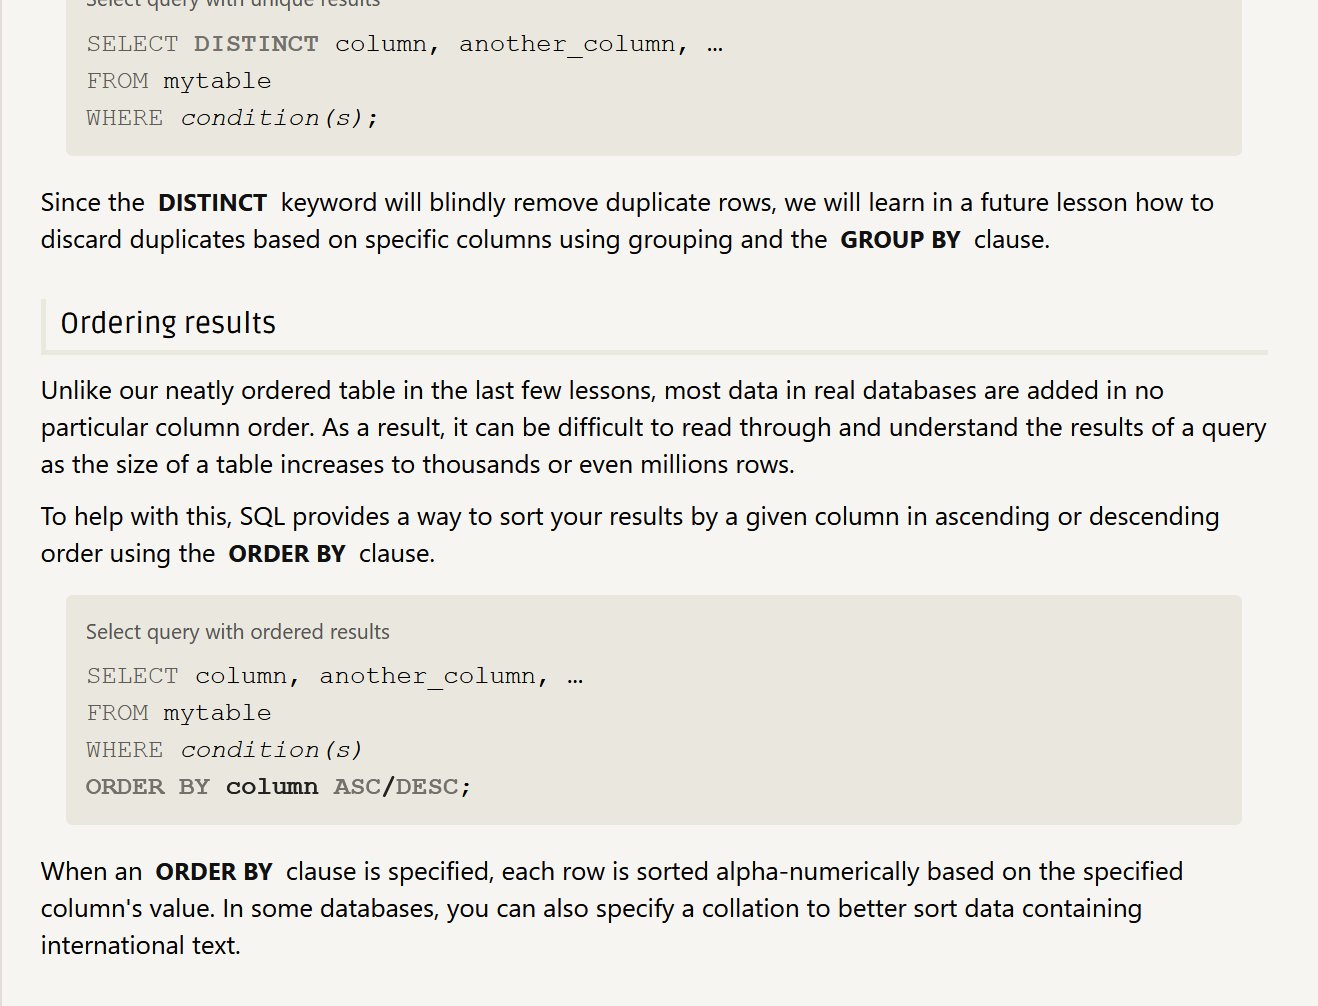 Select query with unique results
SELECT DISTINCT column, another_column, …
FROM mytable
WHERE condition(s);
Since the DISTINCT keyword will blindly remove duplicate rows, we will learn in a future lesson how to
discard duplicates based on specific columns using grouping and the GROUP BY clause.
Ordering results
Unlike our neatly ordered table in the last few lessons, most data in real databases are added in no
particular column order. As a result, it can be difficult to read through and understand the results of a query
as the size of a table increases to thousands or even millions rows.
To help with this, SQL provides a way to sort your results by a given column in ascending or descending
order using the ORDER BY clause.
Select query with ordered results
SELECT column, another_column, …
FROM mytable
WHERE condition(s)
ORDER BY column ASC/DESC;
When an ORDER BY clause is specified, each row is sorted alpha-numerically based on the specified
column's value. In some databases, you can also specify a collation to better sort data containing
international text.